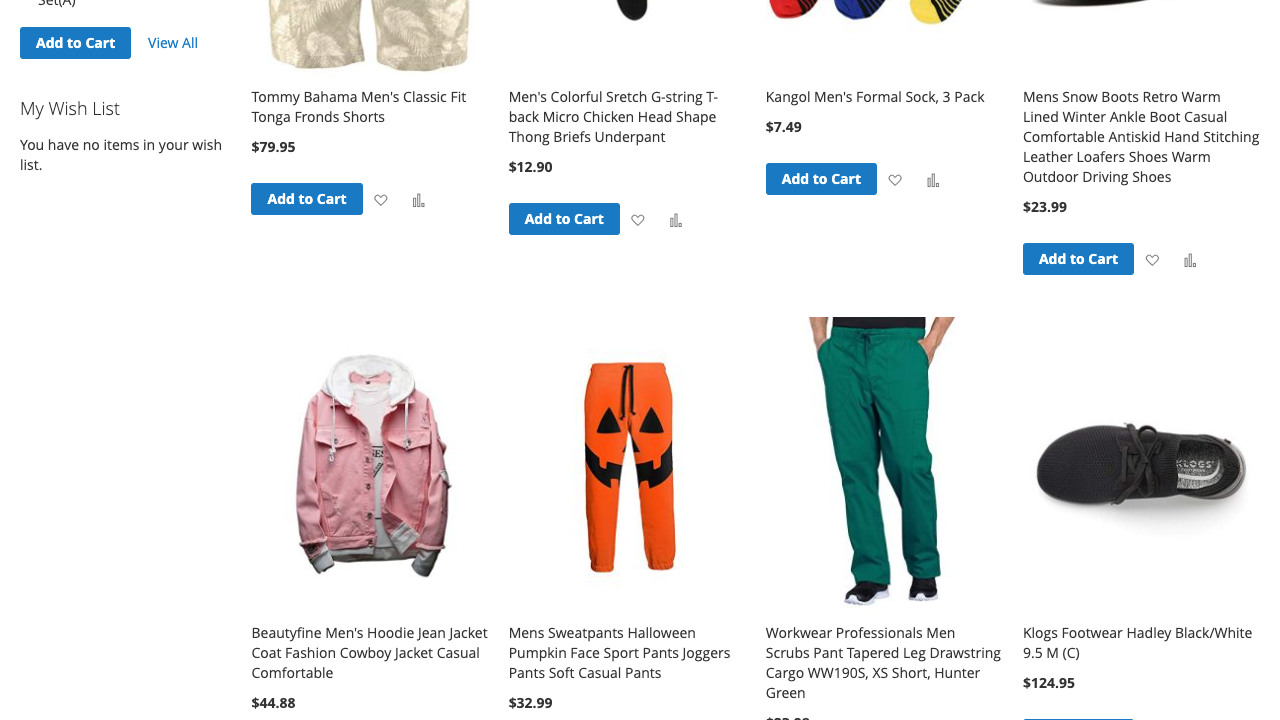 Set(A)
Add to Cart View All
My Wish List
You have no items in your wish
list.
Tommy Bahama Men's Classic Fit
Tonga Fronds Shorts
$79.95
Add to Cart
Men's Colorful Sretch G-string T-
back Micro Chicken Head Shape
Thong Briefs Underpant
$12.90
Add to Cart
Kangol Men's Formal Sock, 3 Pack
$7.49
Add to Cart
Mens Snow Boots Retro Warm
Lined Winter Ankle Boot Casual
Comfortable Antiskid Hand Stitching
Leather Loafers Shoes Warm
Outdoor Driving Shoes
$23.99
Add to Cart
KLOGS
Beautyfine Men's Hoodie Jean Jacket
Coat Fashion Cowboy Jacket Casual
Comfortable
$44.88
Mens Sweatpants Halloween
Pumpkin Face Sport Pants Joggers
Pants Soft Casual Pants
$32.99
Workwear Professionals Men
Scrubs Pant Tapered Leg Drawstring
Cargo WW190S, XS Short, Hunter
Green
Klogs Footwear Hadley Black/White
9.5 M (C)
$124.95